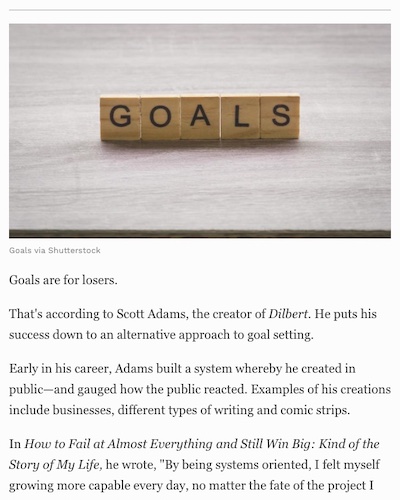 GOALS
Goals via Shutterstock
Goals are for losers.
That's according to Scott Adams, the creator of Dilbert. He puts his
success down to an alternative approach to goal setting.
Early in his career, Adams built a system whereby he created in
public—and gauged how the public reacted. Examples of his creations
include businesses, different types of writing and comic strips.
In How to Fail at Almost Everything and Still Win Big: Kind of the
Story of My Life, he wrote, "By being systems oriented, I felt myself
growing more capable every day, no matter the fate of the project I